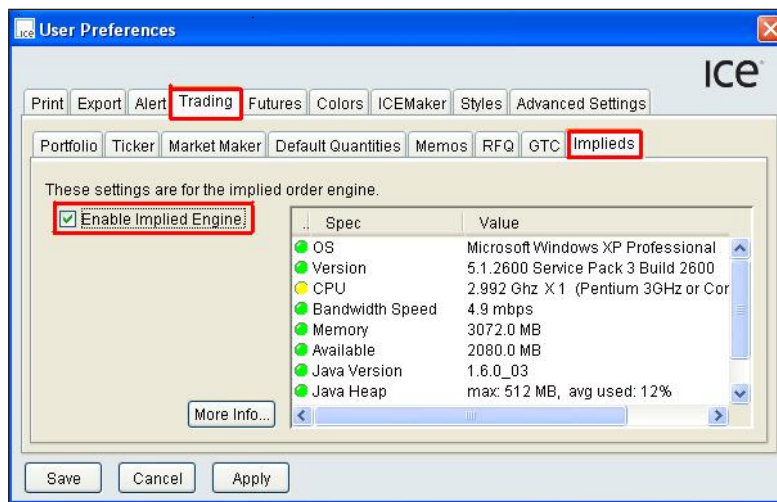 ice User Preferences
ice
Print Export Alert Trading Futures Colors ICEMaker Styles Advanced Settings
Portfolio Ticker Market Maker Default Quantities Memos RFQ GTC Implieds
These settings are for the implied order engine.
Enable Implied Engine.
.. Spec Value
OS Microsoft Windows XP Professional
Version 5.1.2600 Service Pack 3 Build 2600
CPU 2.992 Ghz X 1 (Pentium 3GHz or Cor
Bandwidth Speed 4.9 mbps
Memory 3072.0 MB
Available 2080.0 MB
Java Version 1.6.0_03
Java Heap max: 512 MB, avg used: 12%
More Info...
Save Cancel Apply